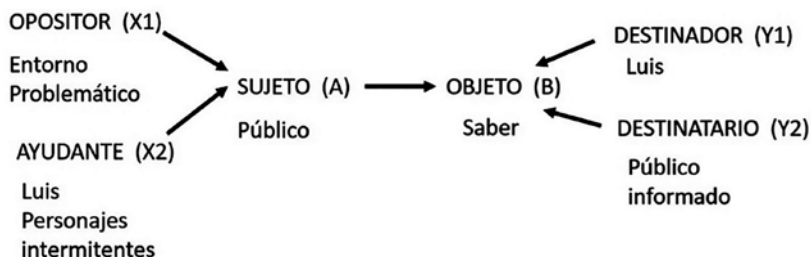 OPOSITOR (X1)
Entorno
Problemático
AYUDANTE (X2)
Luis
Personajes
intermitentes
SUJETO (A)
Público
OBJETO (B)
Saber
DESTINADOR (Y1)
Luis
DESTINATARIO (Y2)
Público
informado